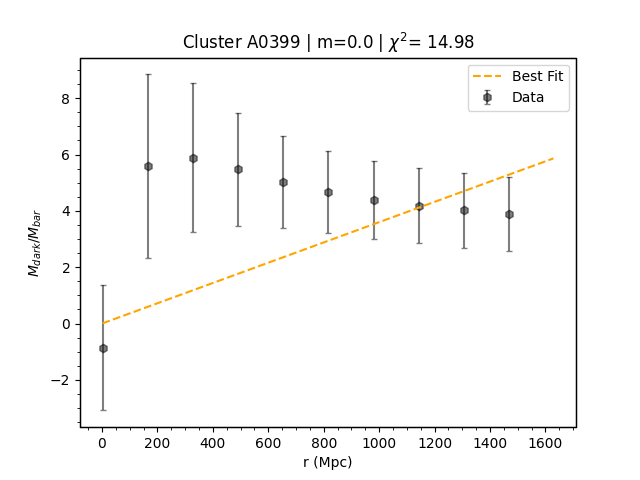 Cluster A0399 | m=0.0 | χ²= 14.98
Best Fit
Data
M_dark/M_bar
8
6
4
2
0
−2
0 200 400 600 800 1000 1200 1400 1600
r (Mpc)